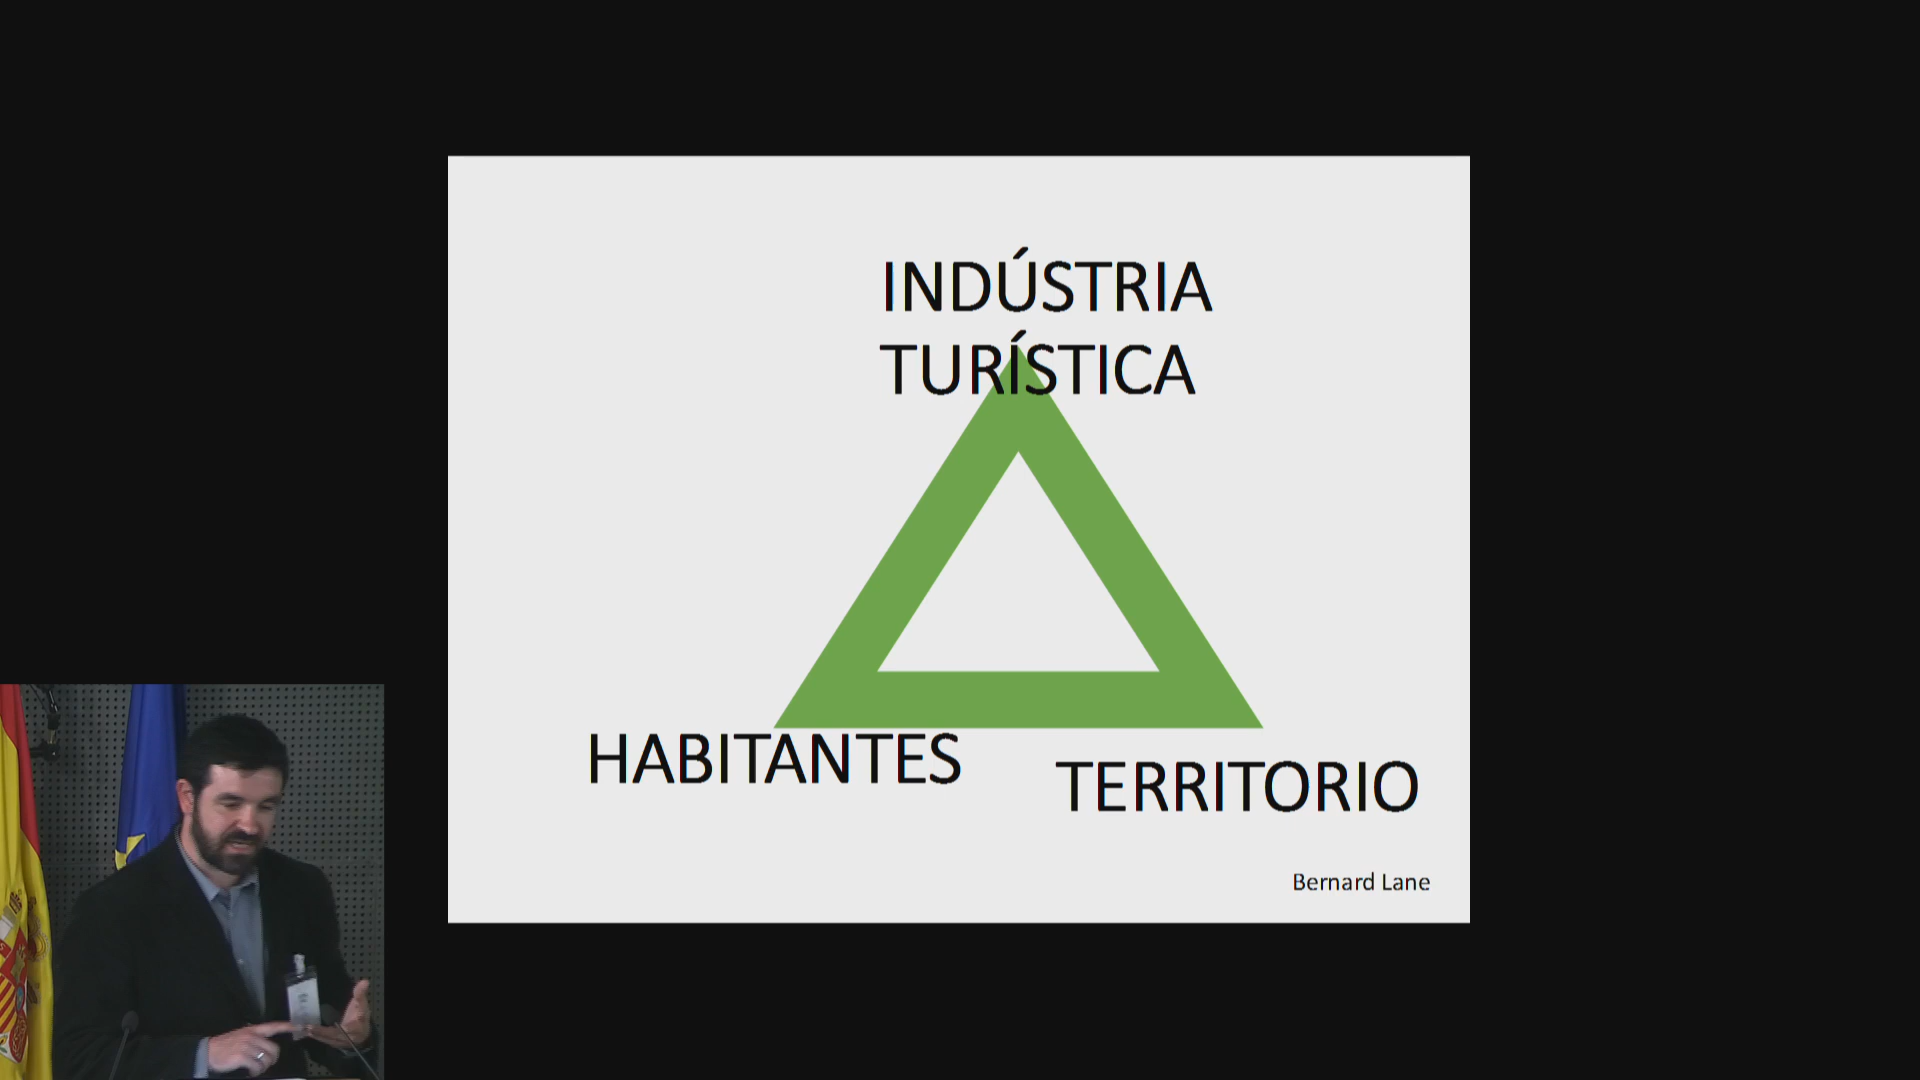 INDÚSTRIA
TURÍSTICA
HABITANTES
TERRITORIO
Bernard Lane